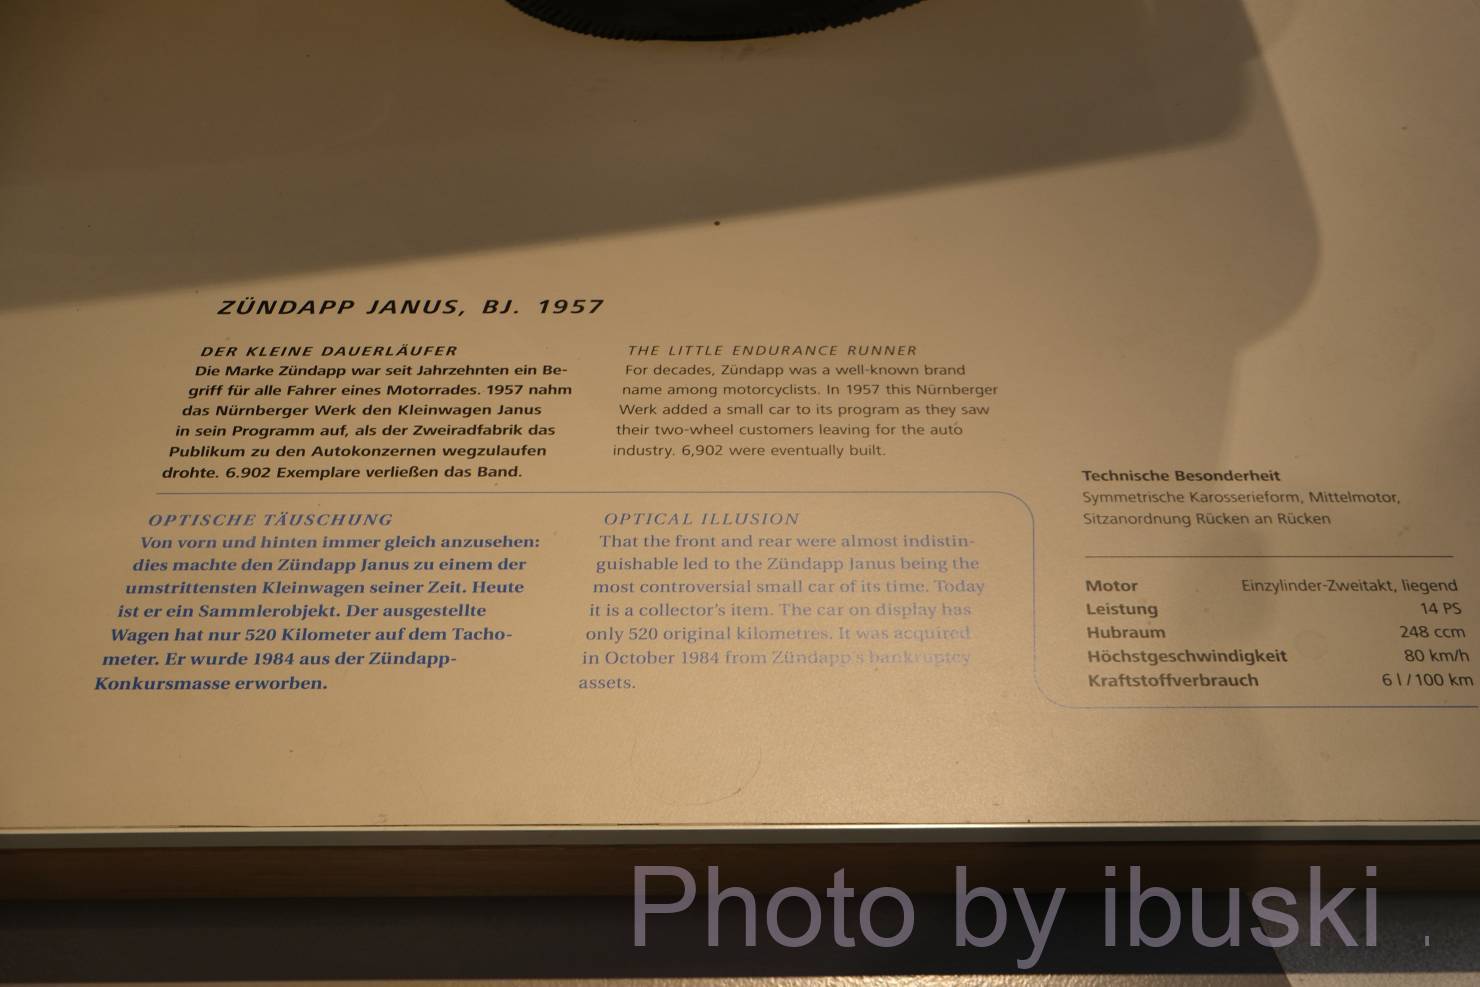 ZÜNDAPP JANUS, BJ. 1957
DER KLEINE DAUERLÄUFER
Die Marke Zündapp war seit Jahrzehnten ein Be-
griff für alle Fahrer eines Motorrades. 1957 nahm
das Nürnberger Werk den Kleinwagen Janus
in sein Programm auf, als der Zweiradfabrik das
Publikum zu den Autokonzernen wegzulaufen
drohte. 6.902 Exemplare verließen das Band.
THE LITTLE ENDURANCE RUNNER
For decades, Zündapp was a well-known brand
name among motorcyclists. In 1957 this Nürnberger
Werk added a small car to its program as they saw
their two-wheel customers leaving for the auto
industry. 6,902 were eventually built.
OPTISCHE TÄUSCHUNG
Von vorn und hinten immer gleich anzusehen:
dies machte den Zündapp Janus zu einem der
umstrittensten Kleinwagen seiner Zeit. Heute
ist er ein Sammlerobjekt. Der ausgestellte
Wagen hat nur 520 Kilometer auf dem Tacho-
meter. Er wurde 1984 aus der Zündapp-
Konkursmasse erworben.
OPTICAL ILLUSION
That the front and rear were almost indistin-
guishable led to the Zündapp Janus being the
most controversial small car of its time. Today
it is a collector's item. The car on display has
only 520 original kilometres. It was acquired
in October 1984 from Zündapp's bankruptcy
assets.
Technische Besonderheit
Symmetrische Karosserieform, Mittelmotor,
Sitzanordnung Rücken an Rücken
Motor Einzylinder-Zweitakt, liegend
Leistung 14 PS
Hubraum 248 ccm
Höchstgeschwindigkeit 80 km/h
Kraftstoffverbrauch 6 l / 100 km
Photo by ibuski